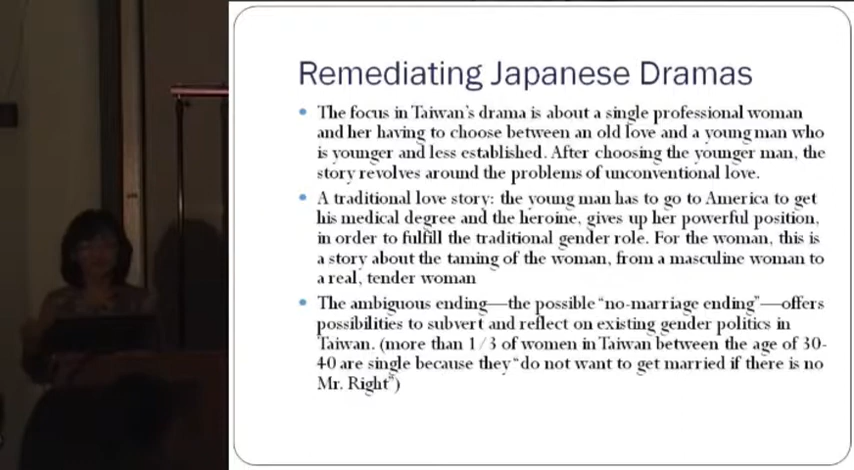 Remediating Japanese Dramas
• The focus in Taiwan's drama is about a single professional woman
and her having to choose between an old love and a young man who
is younger and less established. After choosing the younger man, the
story revolves around the problems of unconventional love.
• A traditional love story: the young man has to go to America to get
his medical degree and the heroine, gives up her powerful position,
in order to fulfill the traditional gender role. For the woman, this is
a story about the taming of the woman, from a masculine woman to
a real, tender woman
• The ambiguous ending—the possible “no-marriage ending”—offers
possibilities to subvert and reflect on existing gender politics in
Taiwan. (more than 1/3 of women in Taiwan between the age of 30-
40 are single because they “do not want to get married if there is no
Mr. Right”)